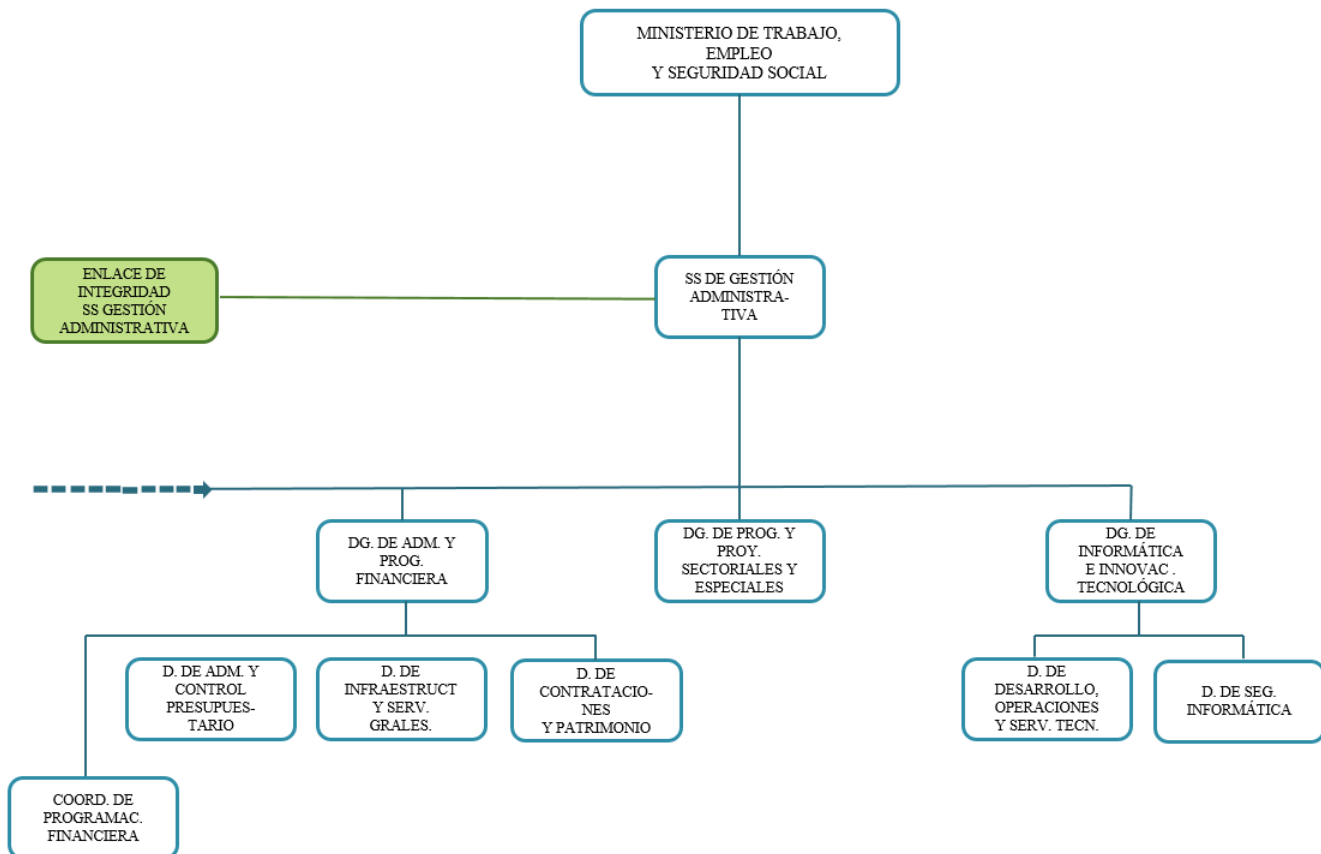 MINISTERIO DE TRABAJO,
EMPLEO
Y SEGURIDAD SOCIAL
ENLACE DE
INTEGRIDAD
SS GESTIÓN
ADMINISTRATIVA
SS DE GESTIÓN
ADMINISTRA-
TIVA
DG. DE ADM. Y
PROG.
FINANCIERA
DG. DE PROG. Y
PROY.
SECTORIALES Y
ESPECIALES
DG. DE
INFORMÁTICA
E INNOVAC .
TECNOLÓGICA
D. DE ADM. Y
CONTROL
PRESUPUES-
TARIO
D. DE
INFRAESTRUCT
Y SERV.
GRALES.
D. DE
CONTRATACIO-
NES
Y PATRIMONIO
D. DE
DESARROLLO,
OPERACIONES
Y SERV. TECN.
D. DE SEG.
INFORMÁTICA
COORD. DE
PROGRAMAC.
FINANCIERA